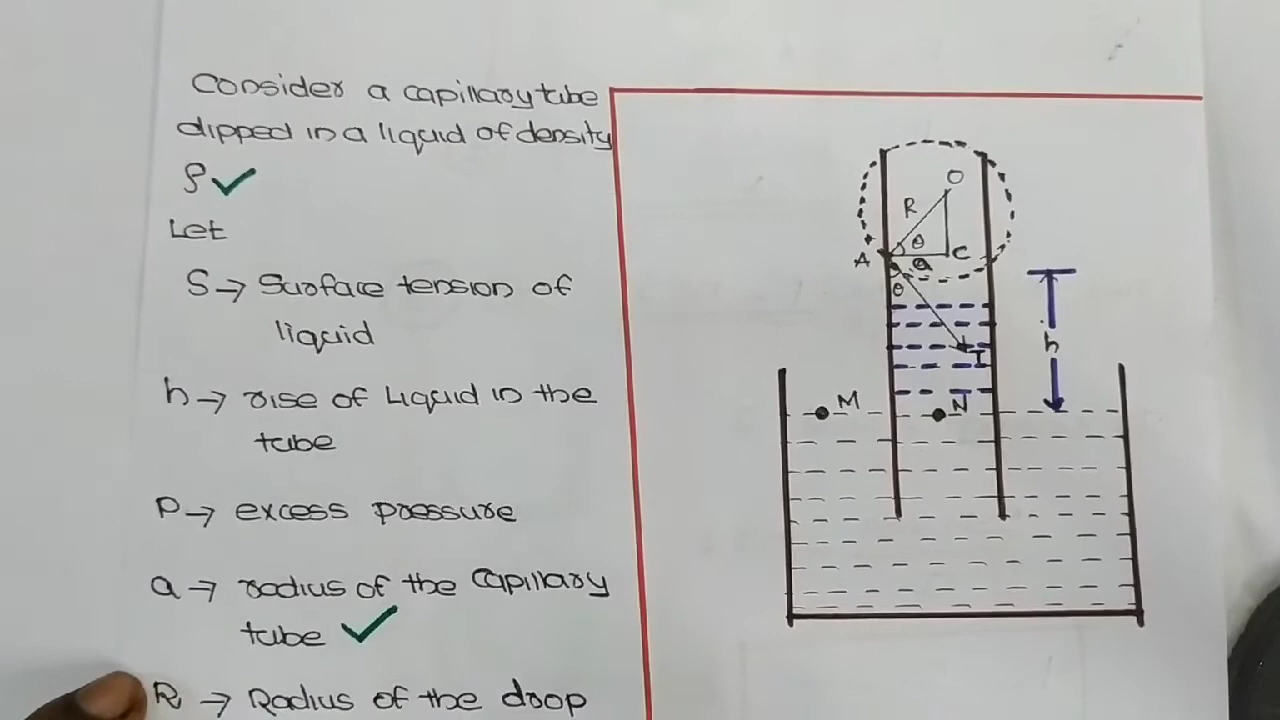 Consider a capillary tube
dipped in a liquid of density
ρ
Let
S → Surface tension of
liquid
h → rise of liquid in the
tube
P → excess pressure
a → radius of the capillary
tube
R → Radius of the drop
O
R
θ
A
a
C
θ
I
h
M
N